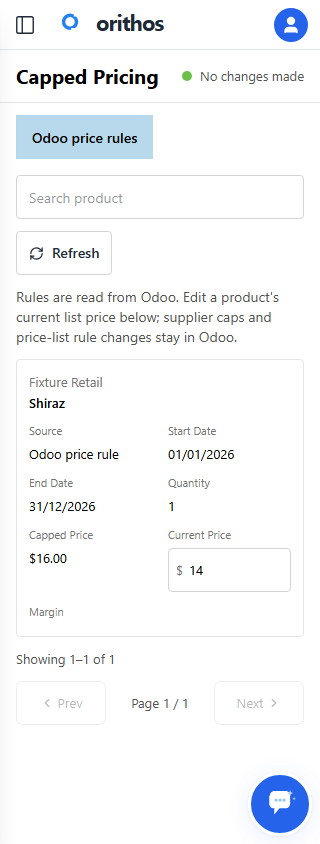 orithos
Capped Pricing
No changes made
Odoo price rules
Search product
Refresh
Rules are read from Odoo. Edit a product's
current list price below; supplier caps and
price-list rule changes stay in Odoo.
Fixture Retail
Shiraz
Source
Start Date
Odoo price rule
01/01/2026
End Date
Quantity
31/12/2026
1
Capped Price
Current Price
$16.00
$ 14
Margin
Showing 1–1 of 1
Prev
Page 1 / 1
Next